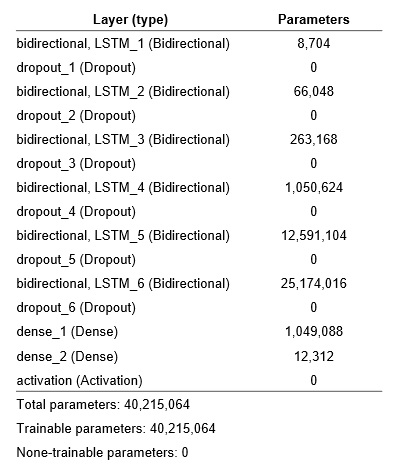 Layer (type) Parameters
bidirectional, LSTM_1 (Bidirectional) 8,704
dropout_1 (Dropout) 0
bidirectional, LSTM_2 (Bidirectional) 66,048
dropout_2 (Dropout) 0
bidirectional, LSTM_3 (Bidirectional) 263,168
dropout_3 (Dropout) 0
bidirectional, LSTM_4 (Bidirectional) 1,050,624
dropout_4 (Dropout) 0
bidirectional, LSTM_5 (Bidirectional) 12,591,104
dropout_5 (Dropout) 0
bidirectional, LSTM_6 (Bidirectional) 25,174,016
dropout_6 (Dropout) 0
dense_1 (Dense) 1,049,088
dense_2 (Dense) 12,312
activation (Activation) 0
Total parameters: 40,215,064
Trainable parameters: 40,215,064
None-trainable parameters: 0